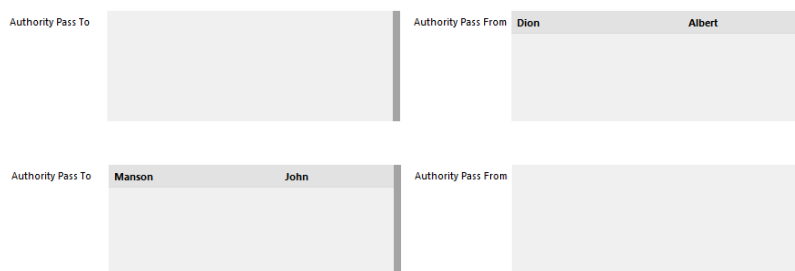 Authority Pass To
Authority Pass From Dion Albert
Authority Pass To Manson John
Authority Pass From